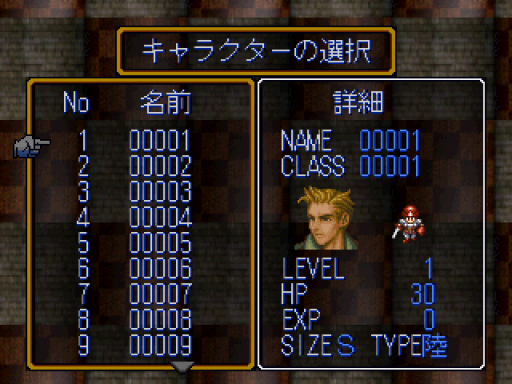 キャラクターの選択
No 名前
1 00001
2 00002
3 00003
4 00004
5 00005
6 00006
7 00007
8 00008
9 00009
詳細
NAME 00001
CLASS 00001
LEVEL 1
HP 30
EXP 0
SIZE S TYPE 陸